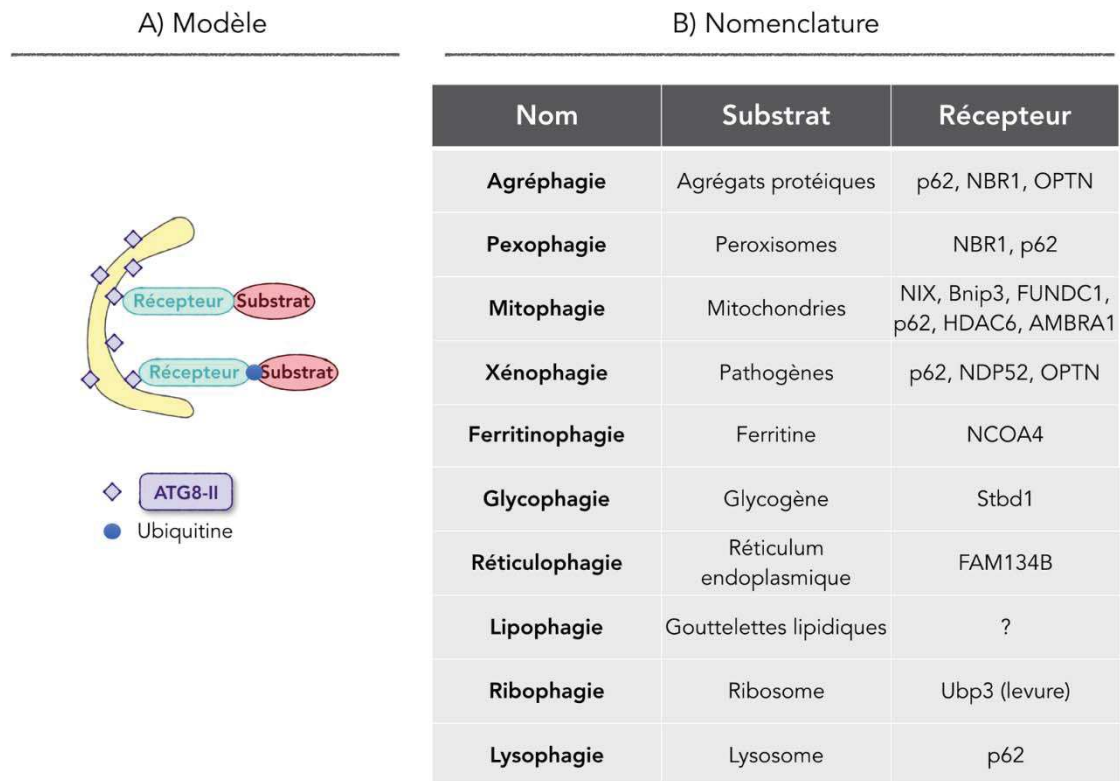 A) Modèle
B) Nomenclature
Récepteur Substrat
Récepteur Substrat
ATG8-II
Ubiquitine
Nom Substrat Récepteur
Agréphagie Agrégats protéiques p62, NBR1, OPTN
Pexophagie Peroxisomes NBR1, p62
Mitophagie Mitochondries NIX, Bnip3, FUNDC1,
p62, HDAC6, AMBRA1
Xénophagie Pathogènes p62, NDP52, OPTN
Ferritinophagie Ferritine NCOA4
Glycophagie Glycogène Stbd1
Réticulophagie Réticulum
endoplasmique FAM134B
Lipophagie Gouttelettes lipidiques ?
Ribophagie Ribosome Ubp3 (levure)
Lysophagie Lysosome p62